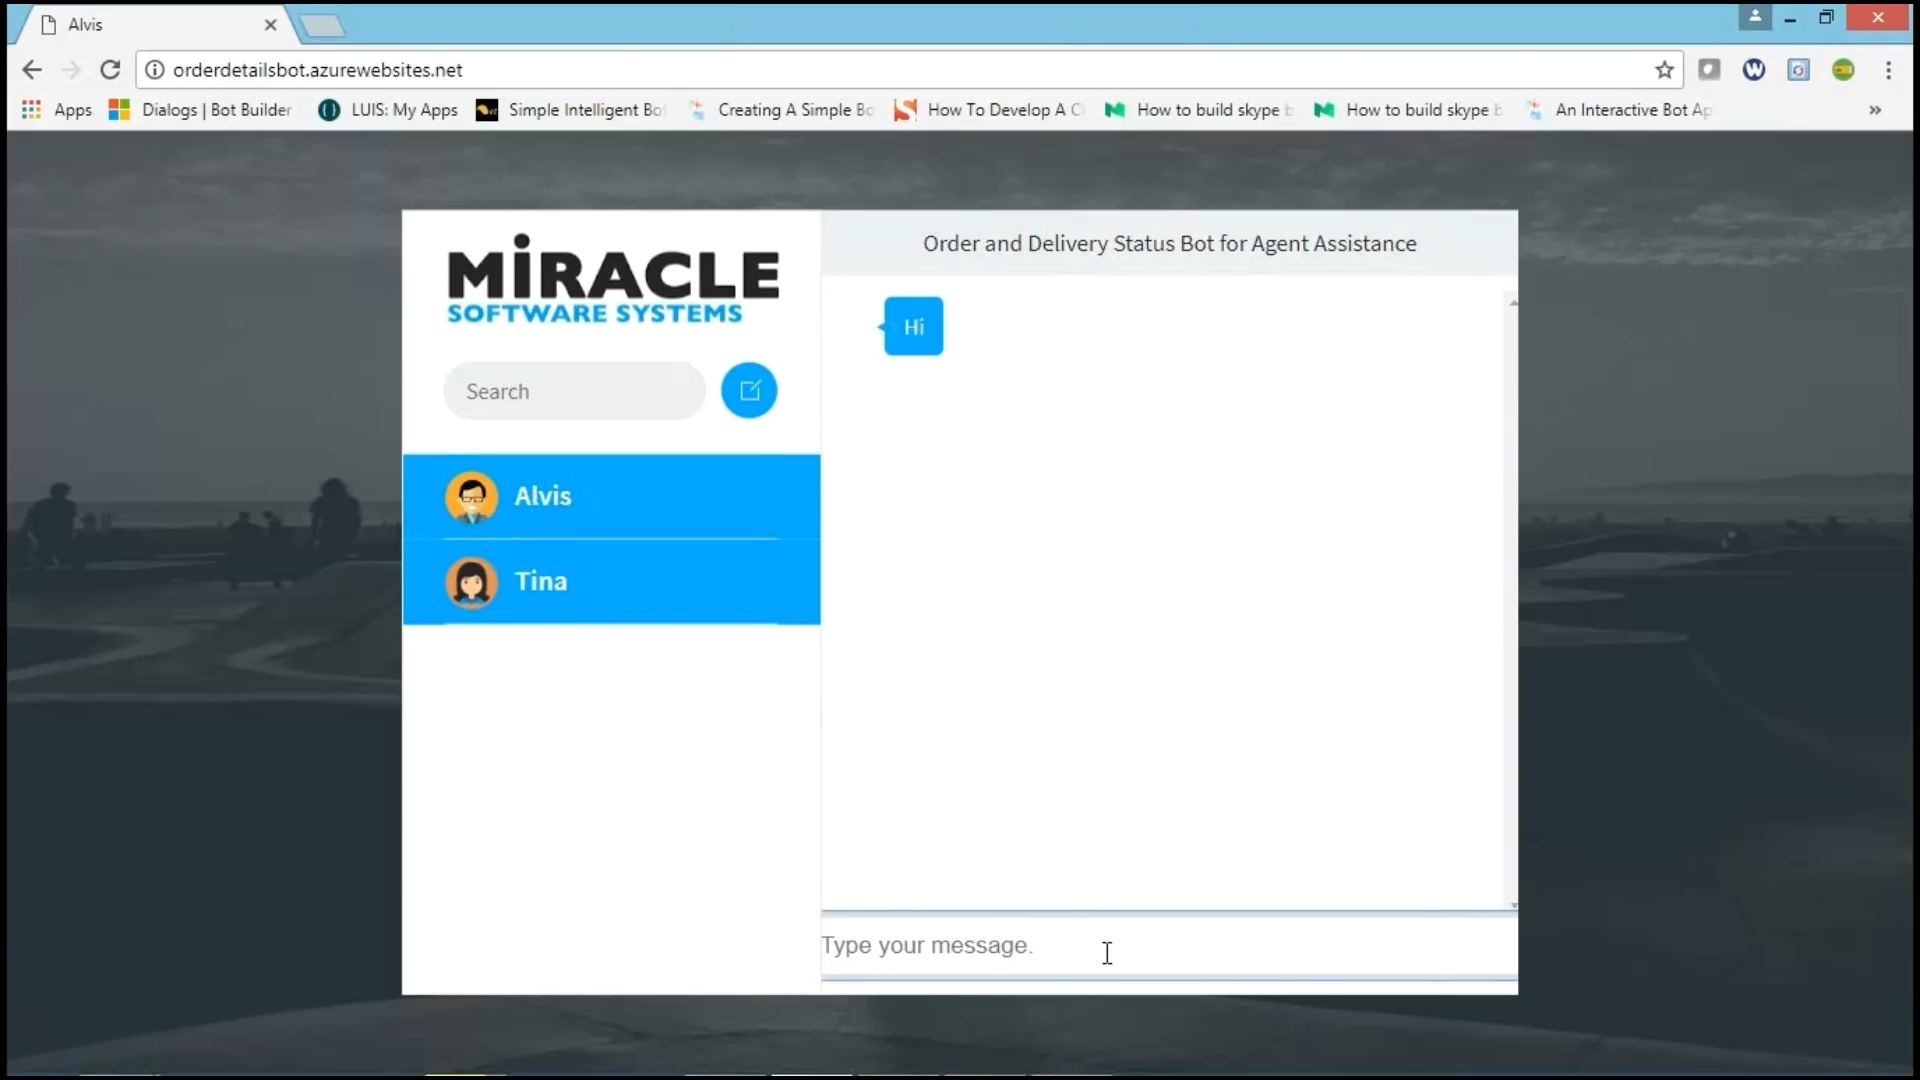 Alvis
orderdetailsbot.azurewebsites.net
Apps Dialogs | Bot Builder LUIS: My Apps Simple Intelligent Bo Creating A Simple Bo How To Develop A C How to build skype b How to build skype b An Interactive Bot Ap »
MiRACLE
SOFTWARE SYSTEMS
Order and Delivery Status Bot for Agent Assistance
Hi
Search
Alvis
Tina
Type your message.